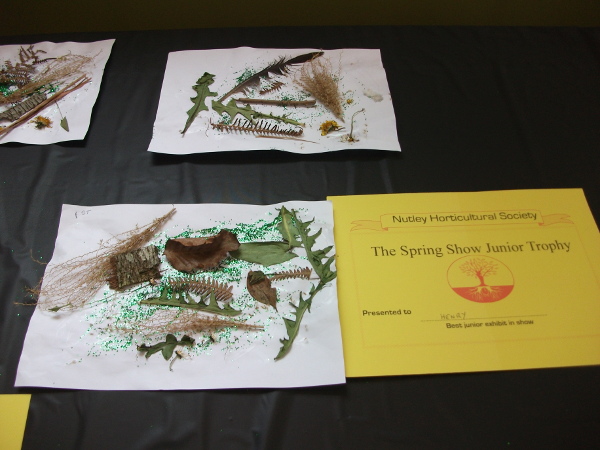 Nutley Horticultural Society
The Spring Show Junior Trophy
Presented to HENRY
Best junior exhibit in show